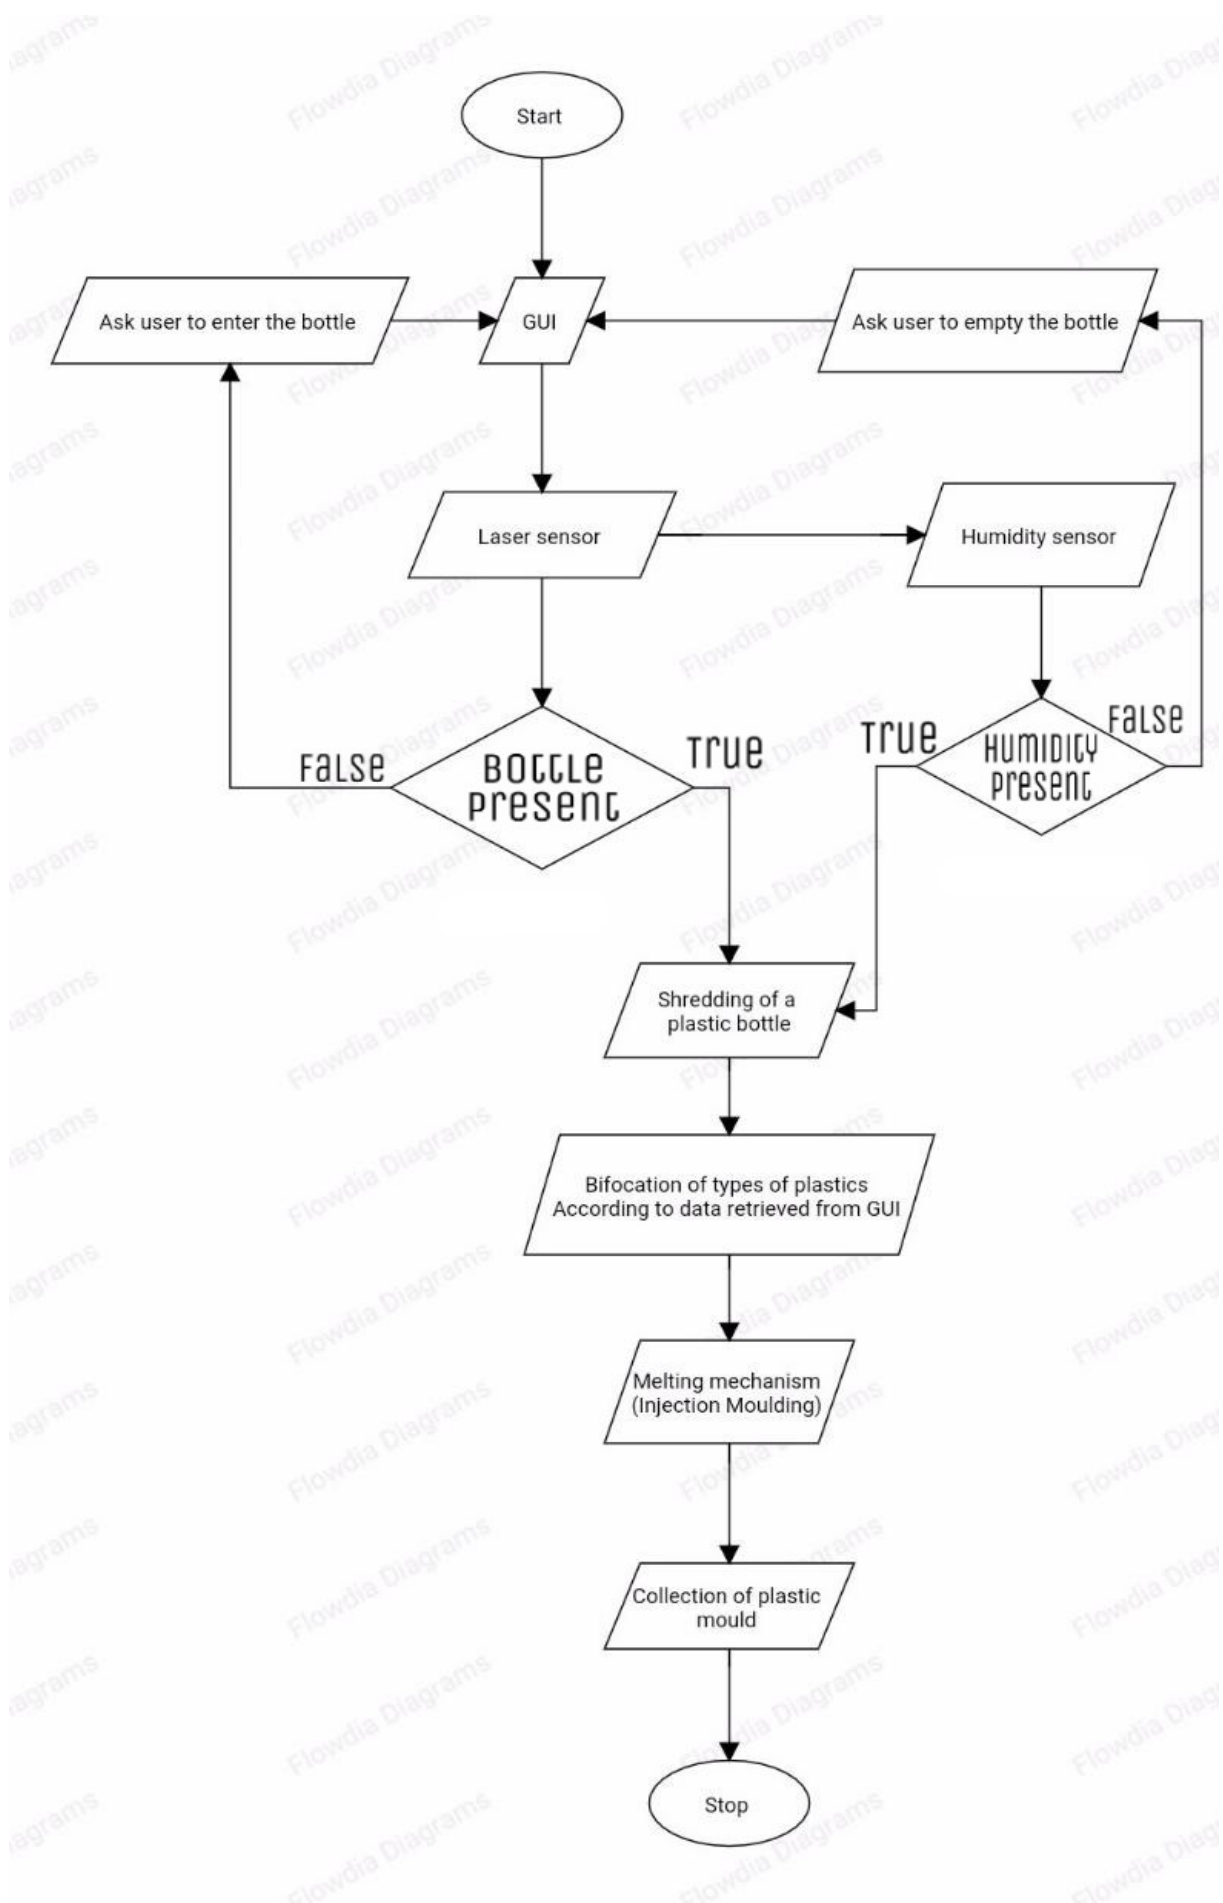 Start
Ask user to enter the bottle
GUI
Ask user to empty the bottle
Laser sensor
Humidity sensor
False
Bottle
Present
True
True
Humidity
Present
False
Shredding of a
plastic bottle
Bifocation of types of plastics
According to data retrieved from GUI
Melting mechanism
(Injection Moulding)
Collection of plastic
mould
Stop
Flowdia Diagrams